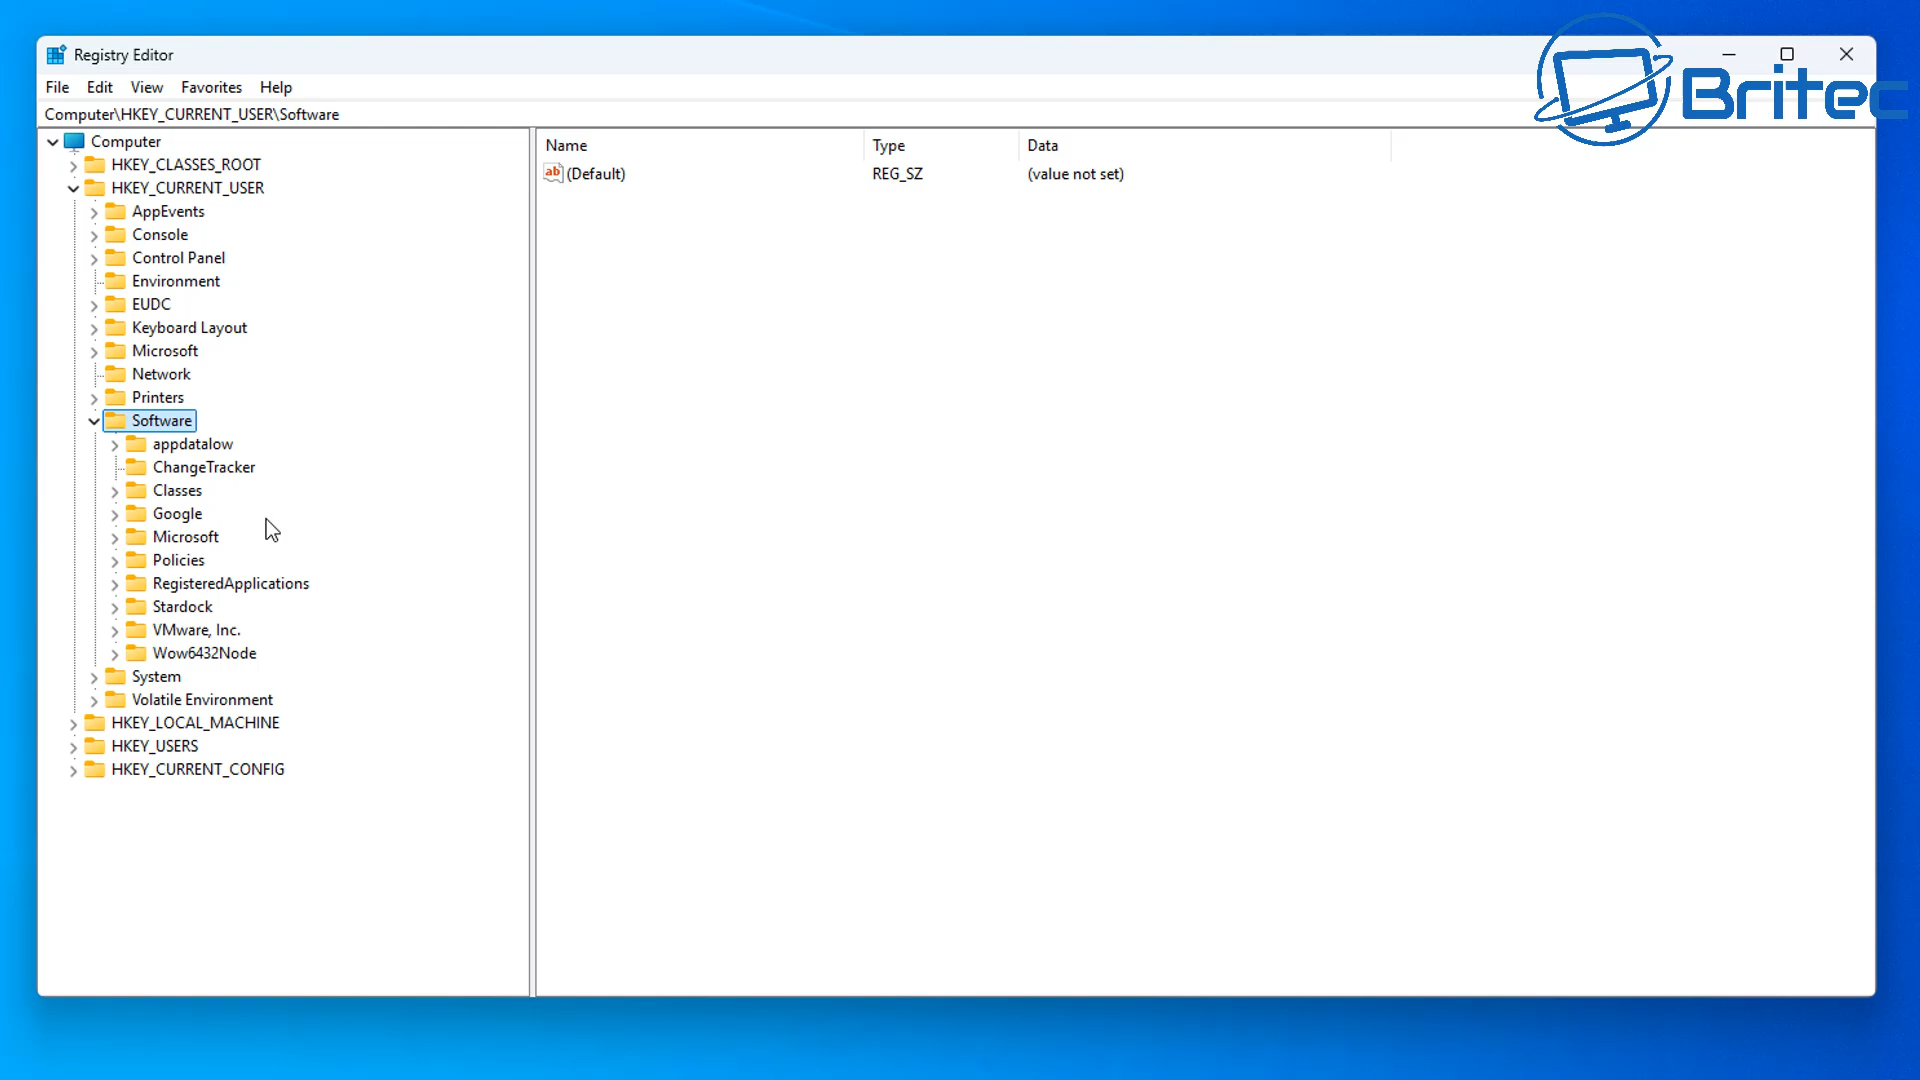 Registry Editor
Britec
File Edit View Favorites Help
Computer\HKEY_CURRENT_USER\Software
Computer
HKEY_CLASSES_ROOT
HKEY_CURRENT_USER
AppEvents
Console
Control Panel
Environment
EUDC
Keyboard Layout
Microsoft
Network
Printers
Software
appdatalow
ChangeTracker
Classes
Google
Microsoft
Policies
RegisteredApplications
Stardock
VMware, Inc.
Wow6432Node
System
Volatile Environment
HKEY_LOCAL_MACHINE
HKEY_USERS
HKEY_CURRENT_CONFIG
Name Type Data
ab (Default) REG_SZ (value not set)